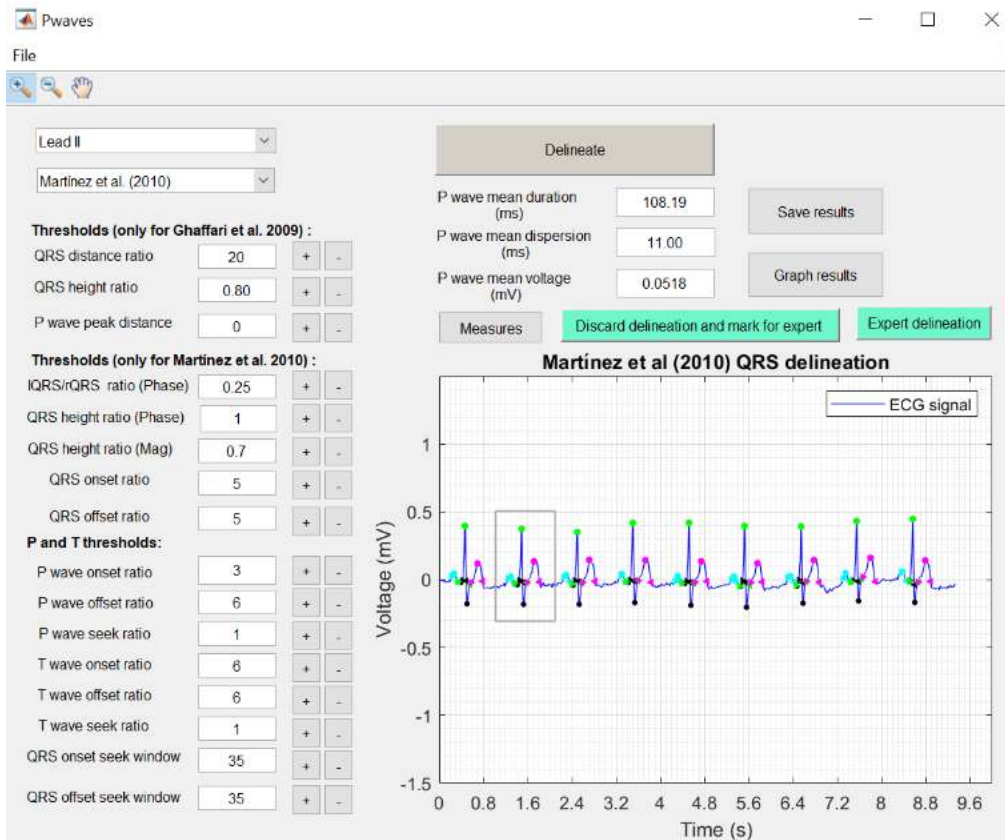 Pwaves
File
Lead II
Martínez et al. (2010)
Thresholds (only for Ghaffari et al. 2009) :
QRS distance ratio 20 + -
QRS height ratio 0.80 + -
P wave peak distance 0 + -
Thresholds (only for Martinez et al. 2010) :
lQRS/rQRS ratio (Phase) 0.25 + -
QRS height ratio (Phase) 1 + -
QRS height ratio (Mag) 0.7 + -
QRS onset ratio 5 + -
QRS offset ratio 5 + -
P and T thresholds:
P wave onset ratio 3 + -
P wave offset ratio 6 + -
P wave seek ratio 1 + -
T wave onset ratio 6 + -
T wave offset ratio 6 + -
T wave seek ratio 1 + -
QRS onset seek window 35 + -
QRS offset seek window 35 + -
Delineate
P wave mean duration
(ms)
108.19
P wave mean dispersion
(ms)
11.00
P wave mean voltage
(mV)
0.0518
Save results
Graph results
Measures
Discard delineation and mark for expert
Expert delineation
Martínez et al (2010) QRS delineation
ECG signal
Voltage (mV)
1
0.5
0
-0.5
-1
-1.5
0 0.8 1.6 2.4 3.2 4 4.8 5.6 6.4 7.2 8 8.8 9.6
Time (s)